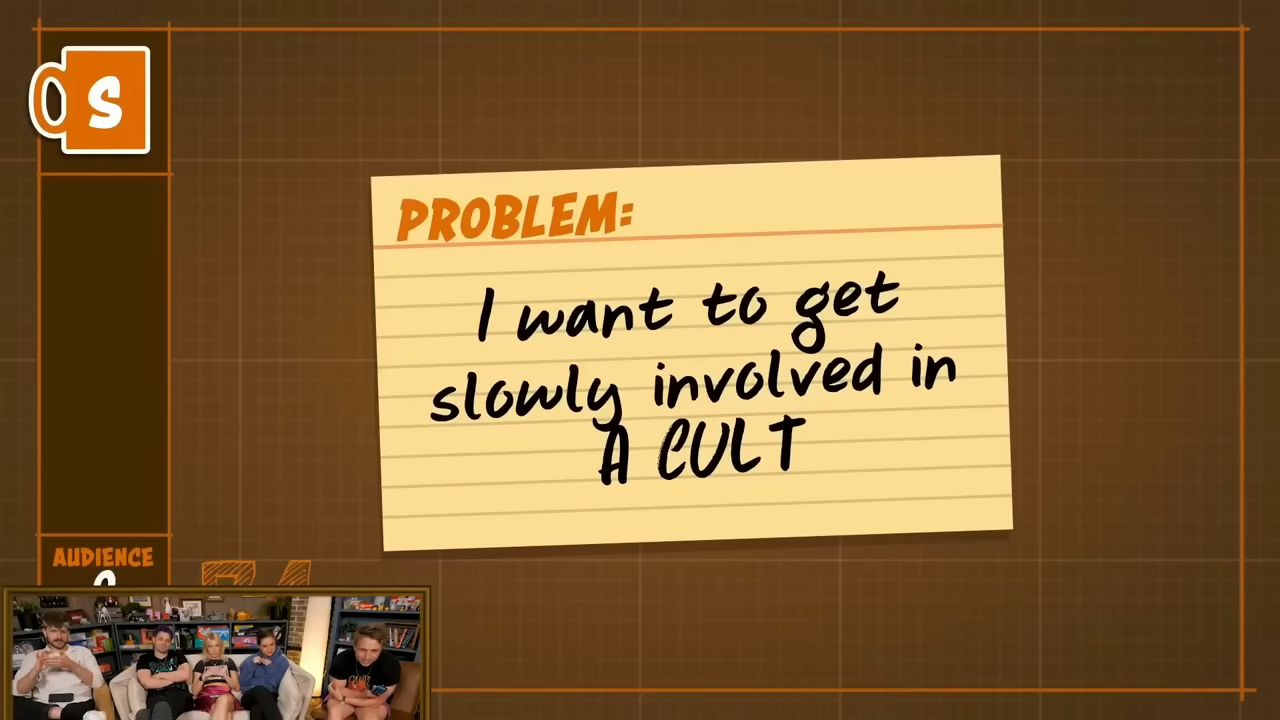 S
PROBLEM:
I want to get
slowly involved in
A CULT
AUDIENCE